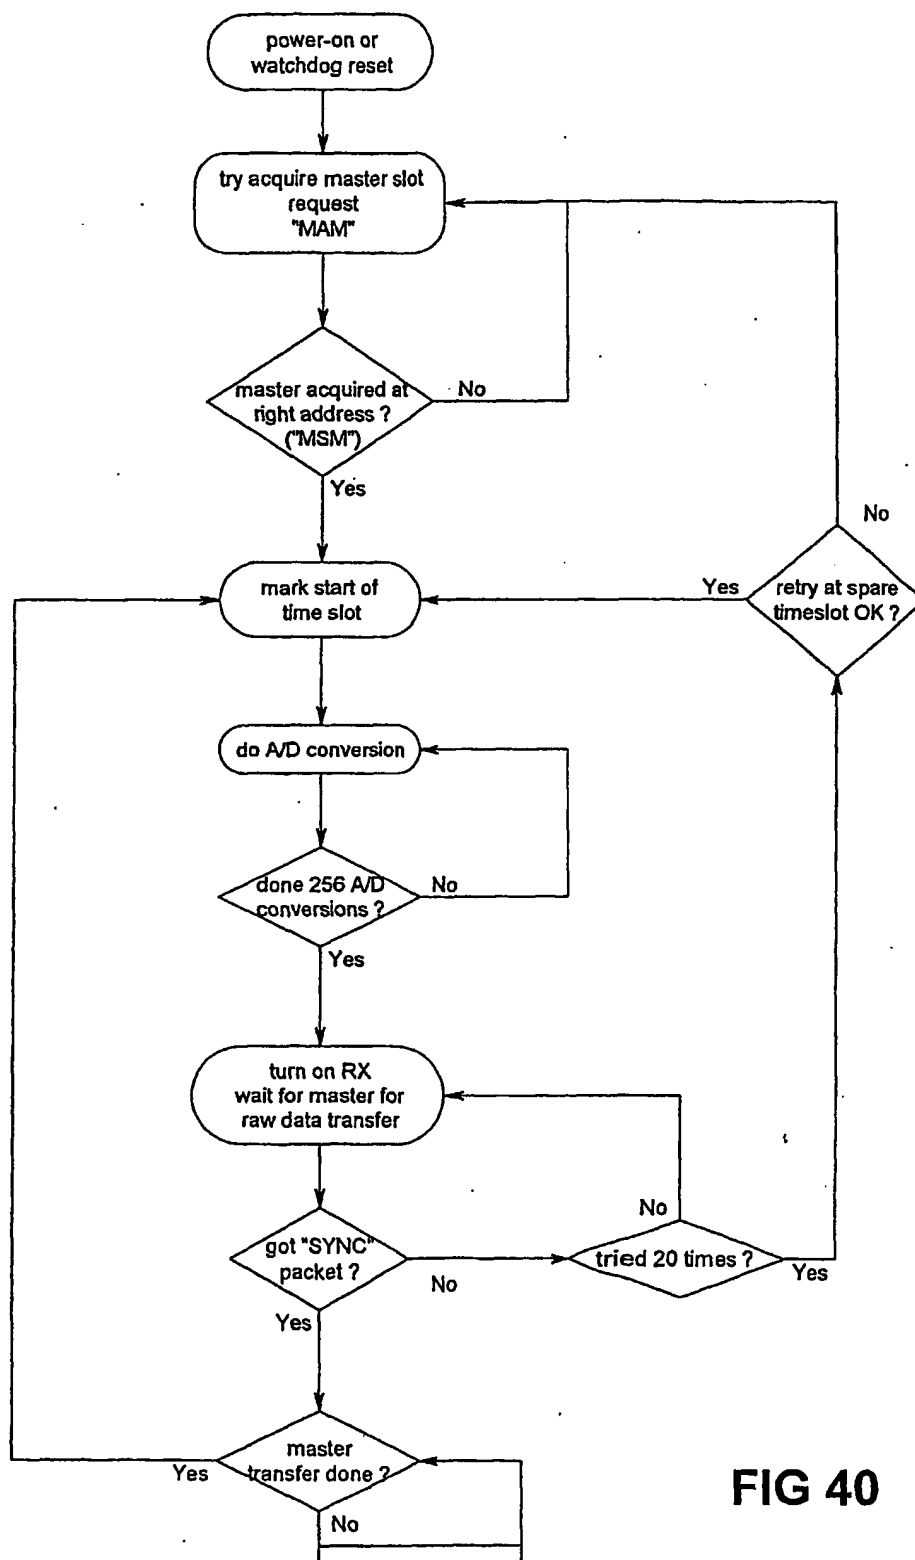 power-on or
watchdog reset
try acquire master slot
request
"MAM"
master acquired at
right address ?
("MSM")
No
Yes
No
mark start of
time slot
Yes
retry at spare
timeslot OK ?
do A/D conversion
done 256 A/D
conversions ?
No
Yes
turn on RX
wait for master for
raw data transfer
No
got "SYNC"
packet ?
No
tried 20 times ?
Yes
Yes
master
transfer done ?
Yes
No
FIG 40